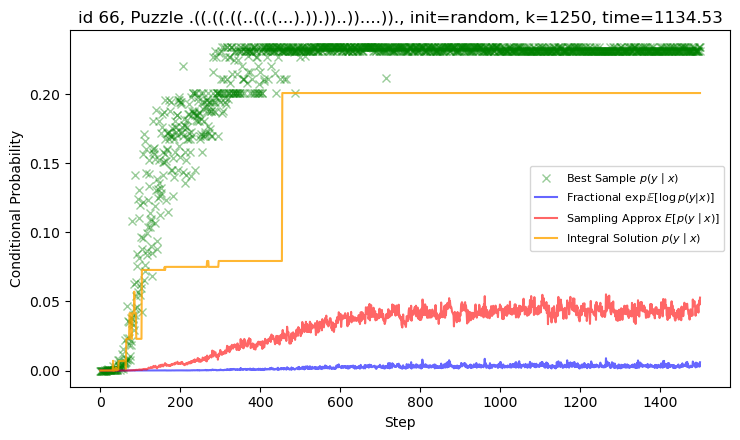 id 66, Puzzle .((.((.((..((.(...).)).))..))....))., init=random, k=1250, time=1134.53
Conditional Probability
0.20
0.15
0.10
0.05
0.00
Best Sample p(y | x)
Fractional exp𝔼[log p(y|x)]
Sampling Approx E[p(y | x)]
Integral Solution p(y | x)
0 200 400 600 800 1000 1200 1400
Step